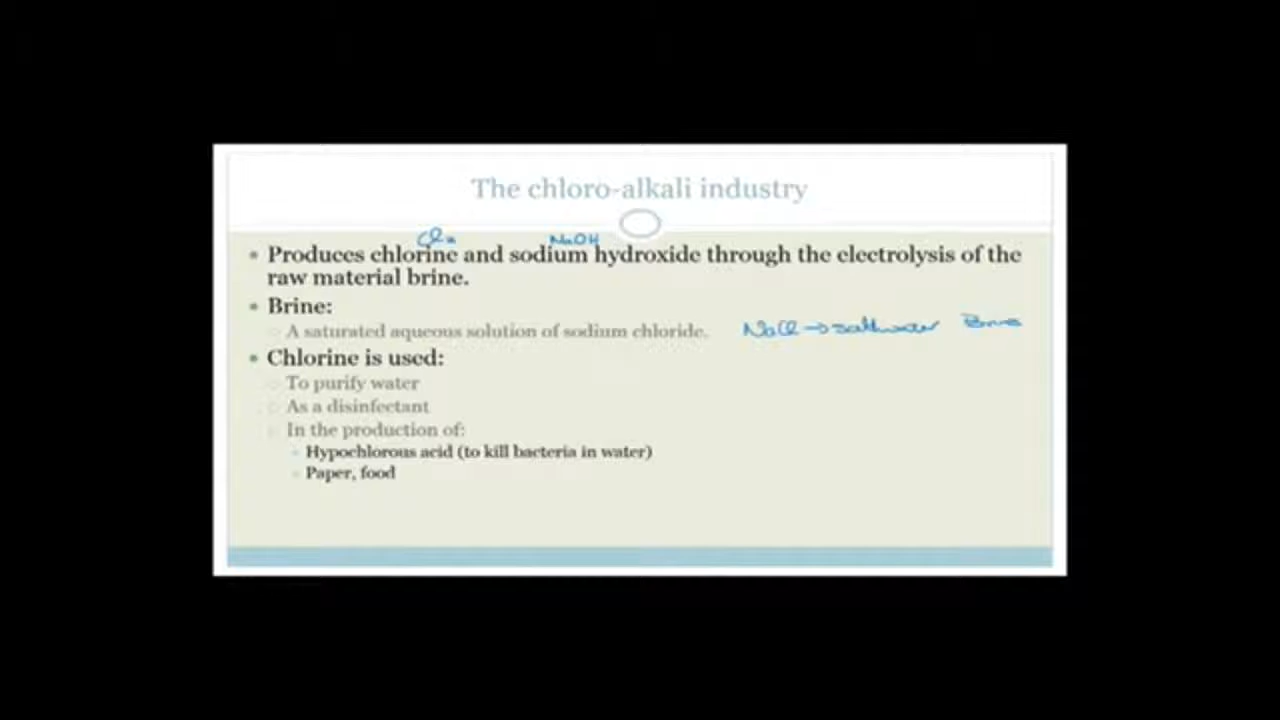 The chloro-alkali industry
Cl₂ NaOH
Produces chlorine and sodium hydroxide through the electrolysis of the
raw material brine.
Brine:
A saturated aqueous solution of sodium chloride. NaCl → saltwater Brine
Chlorine is used:
To purify water
As a disinfectant
In the production of:
Hypochlorous acid (to kill bacteria in water)
Paper, food